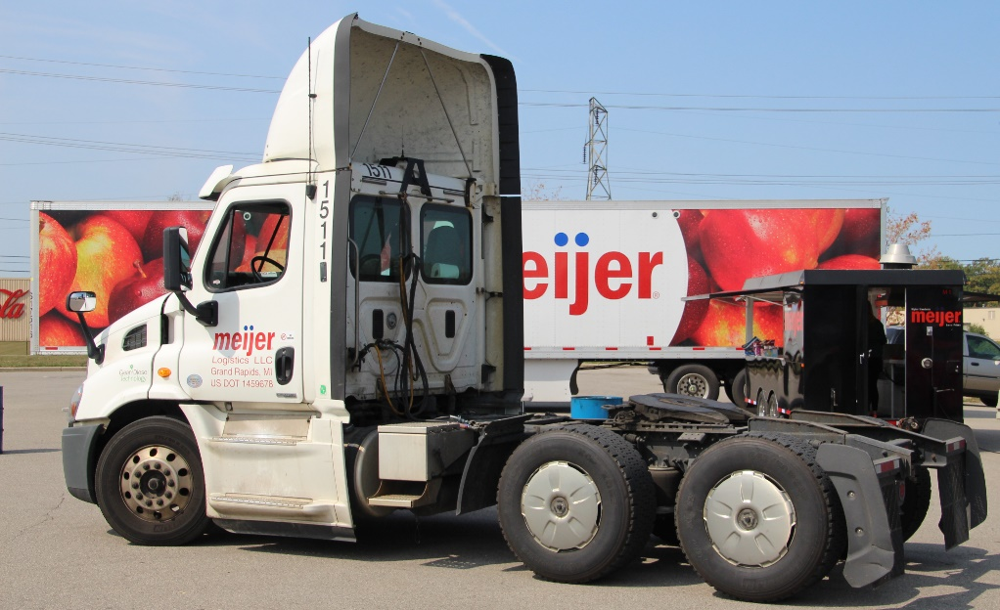 1511
1511
meijer
Logistics LLC
Grand Rapids, MI
US DOT 1459678
meijer
meijer